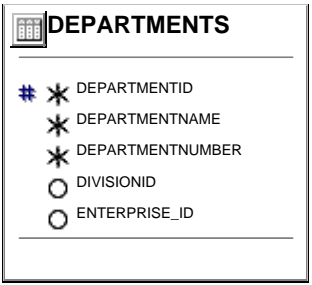 DEPARTMENTS
# * DEPARTMENTID
* DEPARTMENTNAME
* DEPARTMENTNUMBER
DIVISIONID
ENTERPRISE_ID